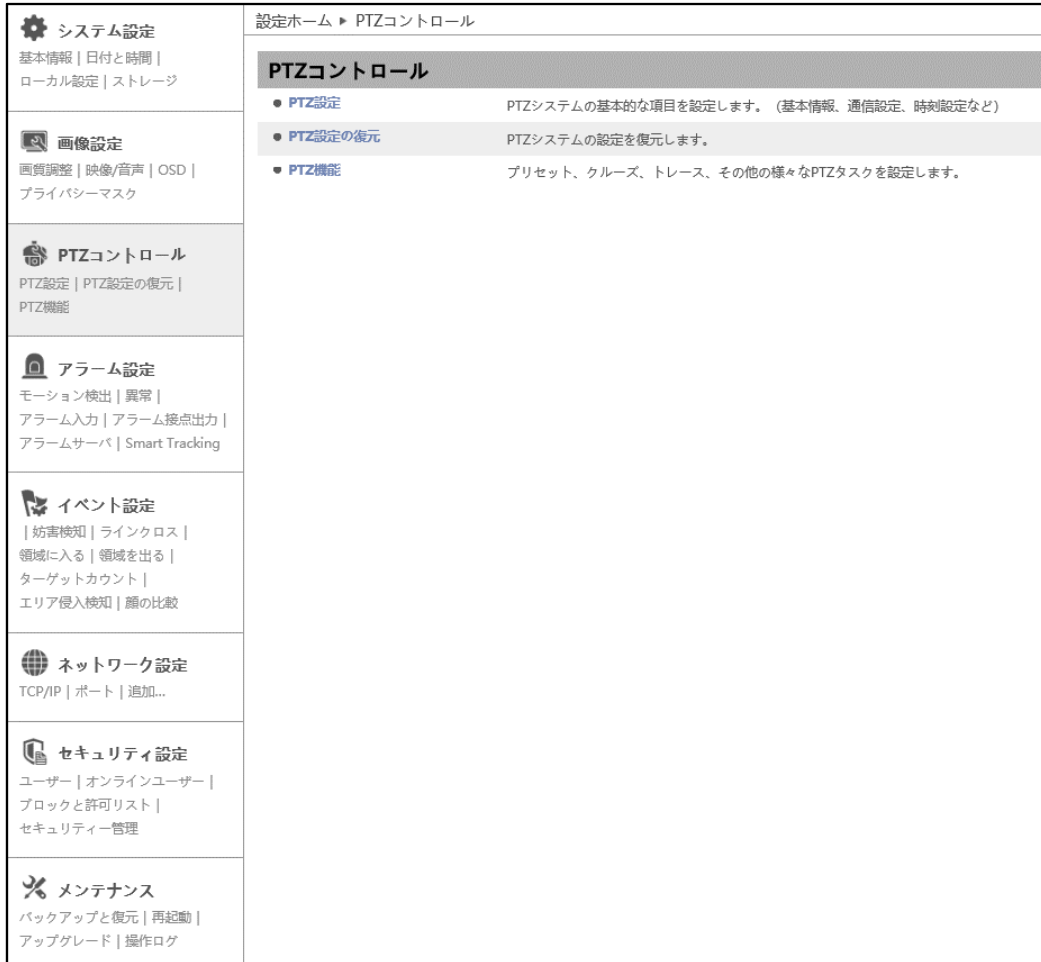 システム設定
基本情報 | 日付と時間 |
ローカル設定 | ストレージ
画像設定
画質調整 | 映像/音声 | OSD |
プライバシーマスク
PTZコントロール
PTZ設定 | PTZ設定の復元 |
PTZ機能
アラーム設定
モーション検出 | 異常 |
アラーム入力 | アラーム接点出力 |
アラームサーバ | Smart Tracking
イベント設定
| 妨害検知 | ラインクロス |
領域に入る | 領域を出る |
ターゲットカウント |
エリア侵入検知 | 顔の比較
ネットワーク設定
TCP/IP | ポート | 追加...
セキュリティ設定
ユーザー | オンラインユーザー |
ブロックと許可リスト |
セキュリティー管理
メンテナンス
バックアップと復元 | 再起動 |
アップグレード | 操作ログ
設定ホーム ▶ PTZコントロール
PTZコントロール
● PTZ設定 PTZシステムの基本的な項目を設定します。（基本情報、通信設定、時刻設定など）
● PTZ設定の復元 PTZシステムの設定を復元します。
● PTZ機能 プリセット、クルーズ、トレース、その他の様々なPTZタスクを設定します。